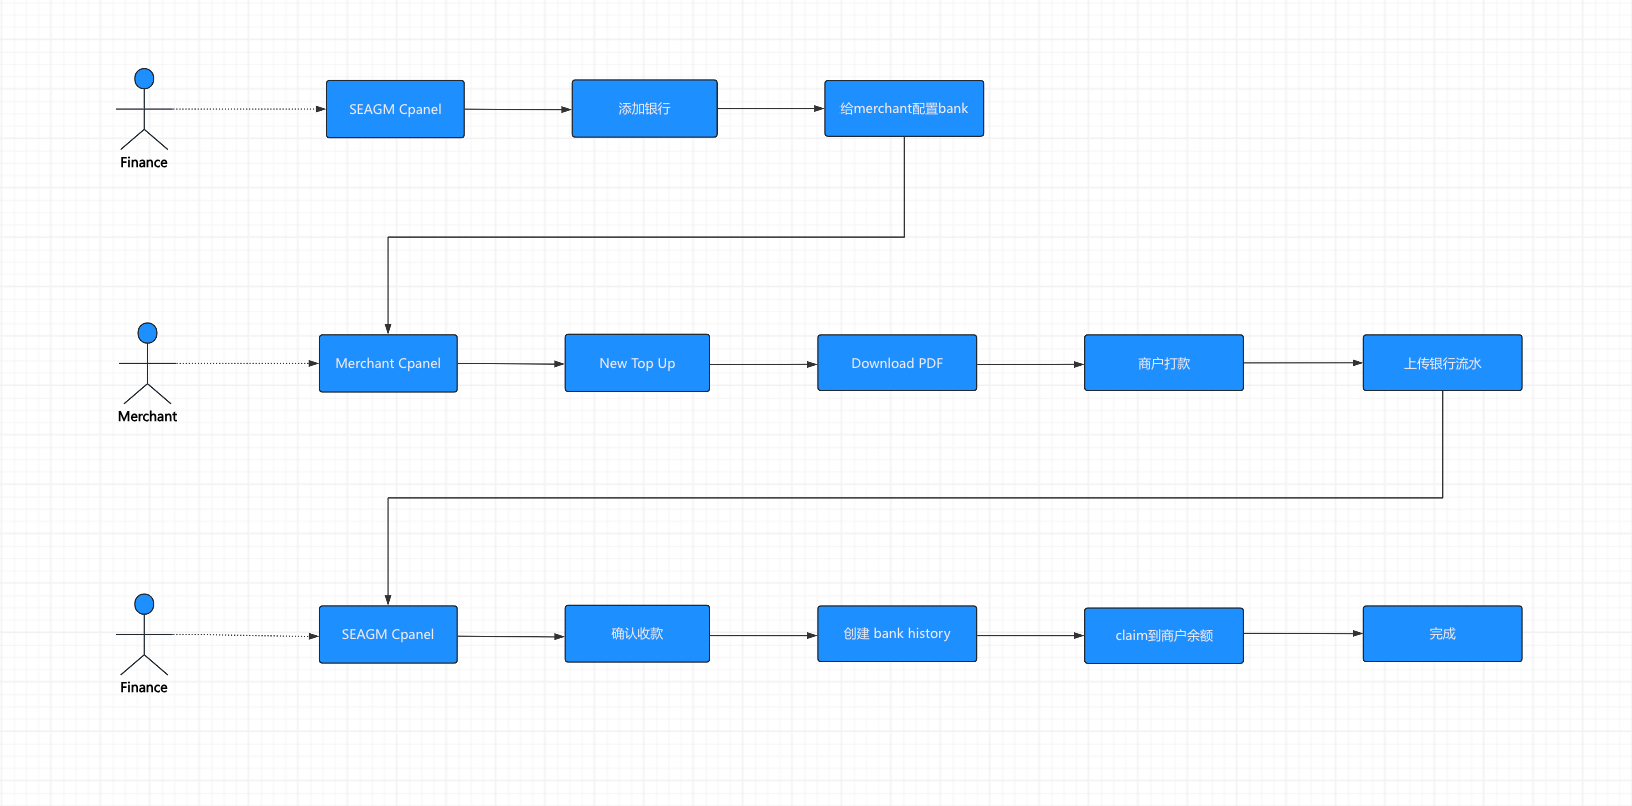 SEAGM Cpanel
添加银行
给merchant配置bank
Finance
Merchant Cpanel
New Top Up
Download PDF
商户打款
上传银行流水
Merchant
SEAGM Cpanel
确认收款
创建 bank history
claim到商户余额
完成
Finance